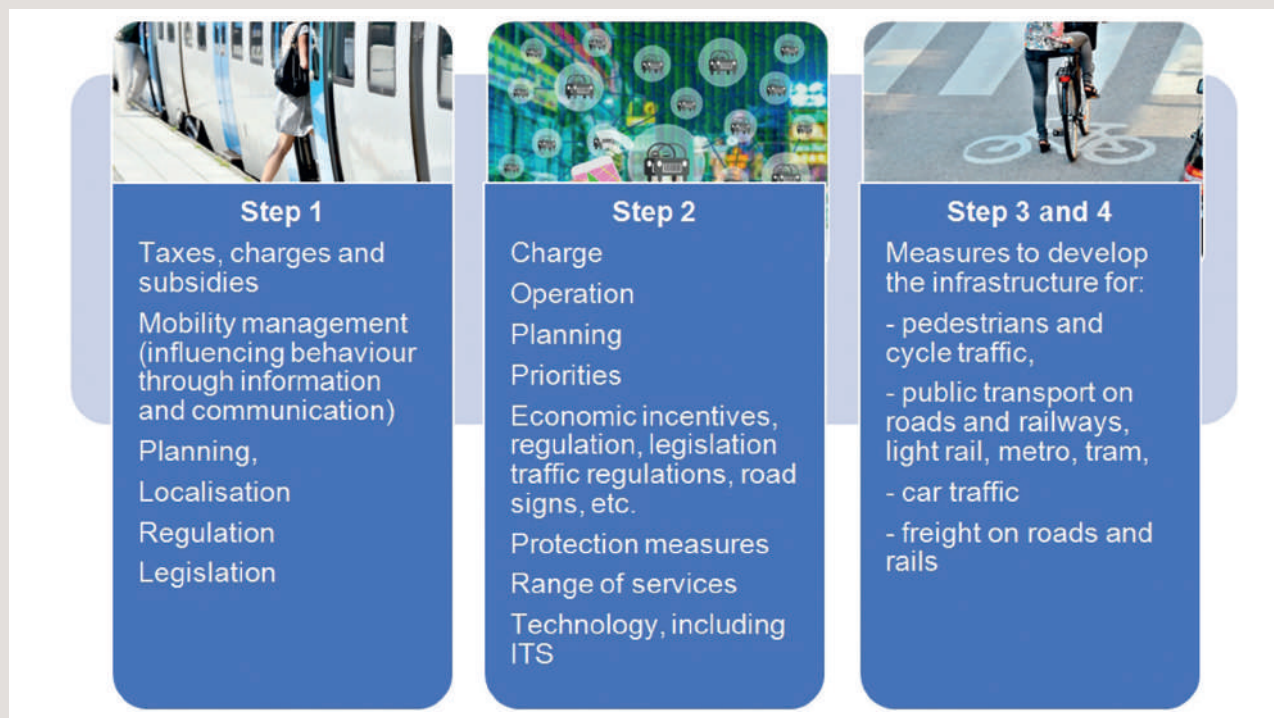 Step 1
Taxes, charges and
subsidies
Mobility management
(influencing behaviour
through information
and communication)
Planning,
Localisation
Regulation
Legislation
Step 2
Charge
Operation
Planning
Priorities
Economic incentives,
regulation, legislation
traffic regulations, road
signs, etc.
Protection measures
Range of services
Technology, including
ITS
Step 3 and 4
Measures to develop
the infrastructure for:
- pedestrians and
cycle traffic,
- public transport on
roads and railways,
light rail, metro, tram,
- car traffic
- freight on roads and
rails